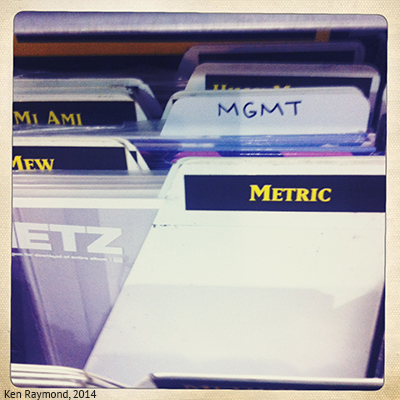 MI AMI
MGMT
MEW
METRIC
ETZ
Ken Raymond, 2014